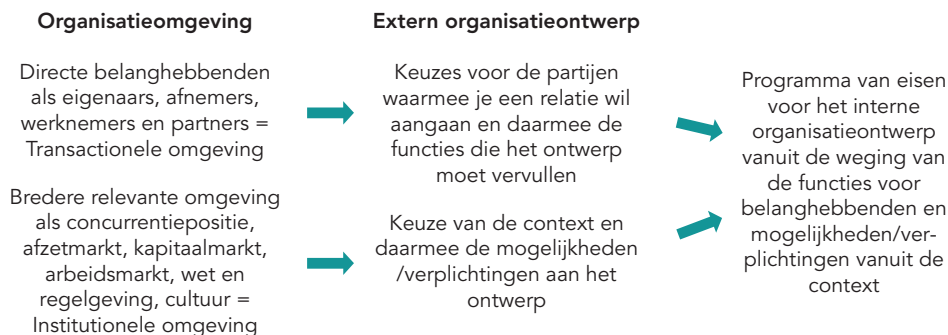 Organisatieomgeving
Directe belanghebbenden
als eigenaars, afnemers,
werknemers en partners =
Transactionele omgeving
Bredere relevante omgeving
als concurrentiepositie,
afzetmarkt, kapitaalmarkt,
arbeidsmarkt, wet en
regelgeving, cultuur =
Institutionele omgeving
Extern organisatieontwerp
Keuzes voor de partijen
waarmee je een relatie wil
aangaan en daarmee de
functies die het ontwerp
moet vervullen
Keuze van de context en
daarmee de mogelijkheden
/verplichtingen aan het
ontwerp
Programma van eisen
voor het interne
organisatieontwerp
vanuit de weging van
de functies voor
belanghebbenden en
mogelijkheden/ver-
plichtingen vanuit de
context